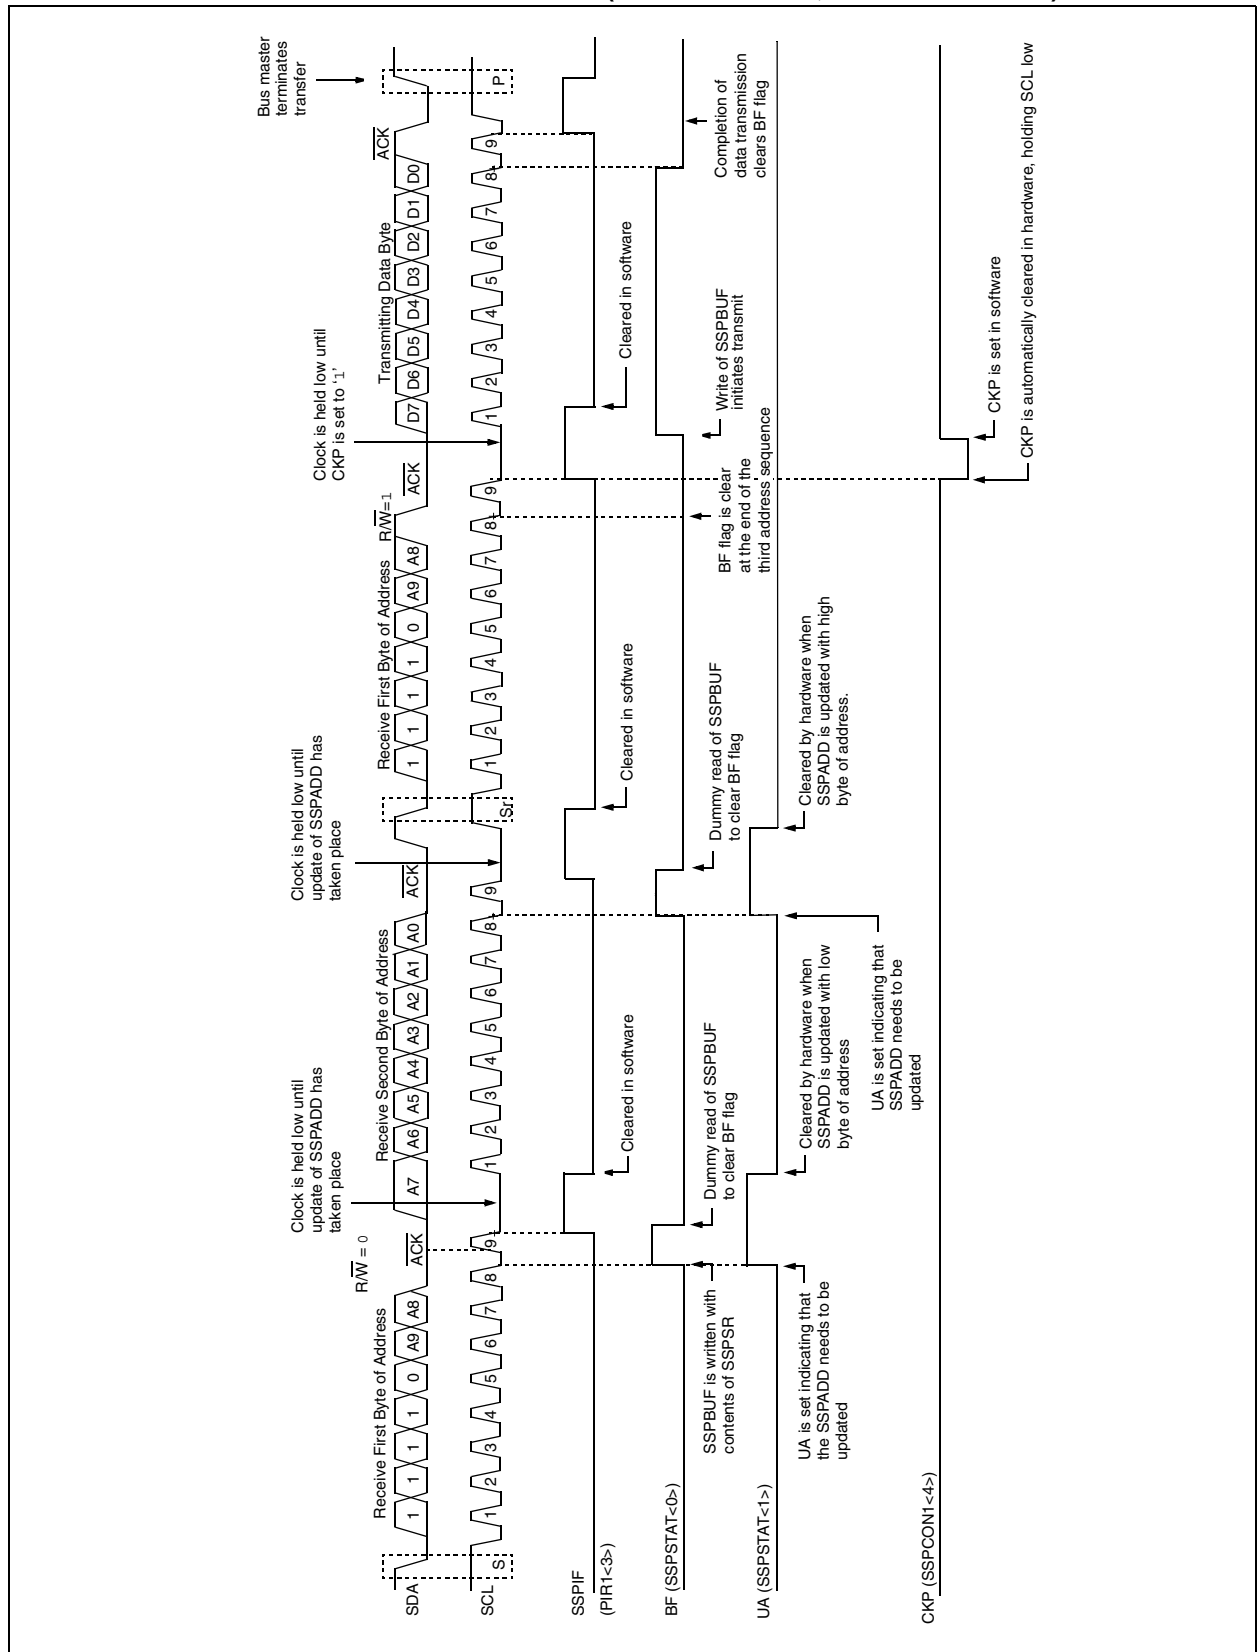 Bus master
terminates
transfer
Clock is held low until
CKP is set to ‘1’
Clock is held low until
update of SSPADD has
taken place
Clock is held low until
update of SSPADD has
taken place
R/W = 0
R/W=1
Receive First Byte of Address
ACK
Receive Second Byte of Address
ACK
Receive First Byte of Address
ACK
Transmitting Data Byte
ACK
SDA
1 1 1 1 0 A9 A8
A7 A6 A5 A4 A3 A2 A1 A0
1 1 1 1 0 A9 A8
D7 D6 D5 D4 D3 D2 D1 D0
SCL
S
1 2 3 4 5 6 7 8 9
1 2 3 4 5 6 7 8 9
Sr
1 2 3 4 5 6 7 8 9
1 2 3 4 5 6 7 8 9
P
SSPIF
(PIR1<3>)
Cleared in software
Cleared in software
Cleared in software
BF (SSPSTAT<0>)
SSPBUF is written with
contents of SSPSR
Dummy read of SSPBUF
to clear BF flag
Dummy read of SSPBUF
to clear BF flag
BF flag is clear
at the end of the
third address sequence
Write of SSPBUF
initiates transmit
Completion of
data transmission
clears BF flag
UA (SSPSTAT<1>)
UA is set indicating that
the SSPADD needs to be
updated
Cleared by hardware when
SSPADD is updated with low
byte of address
UA is set indicating that
SSPADD needs to be
updated
Cleared by hardware when
SSPADD is updated with high
byte of address.
CKP (SSPCON1<4>)
CKP is set in software
CKP is automatically cleared in hardware, holding SCL low